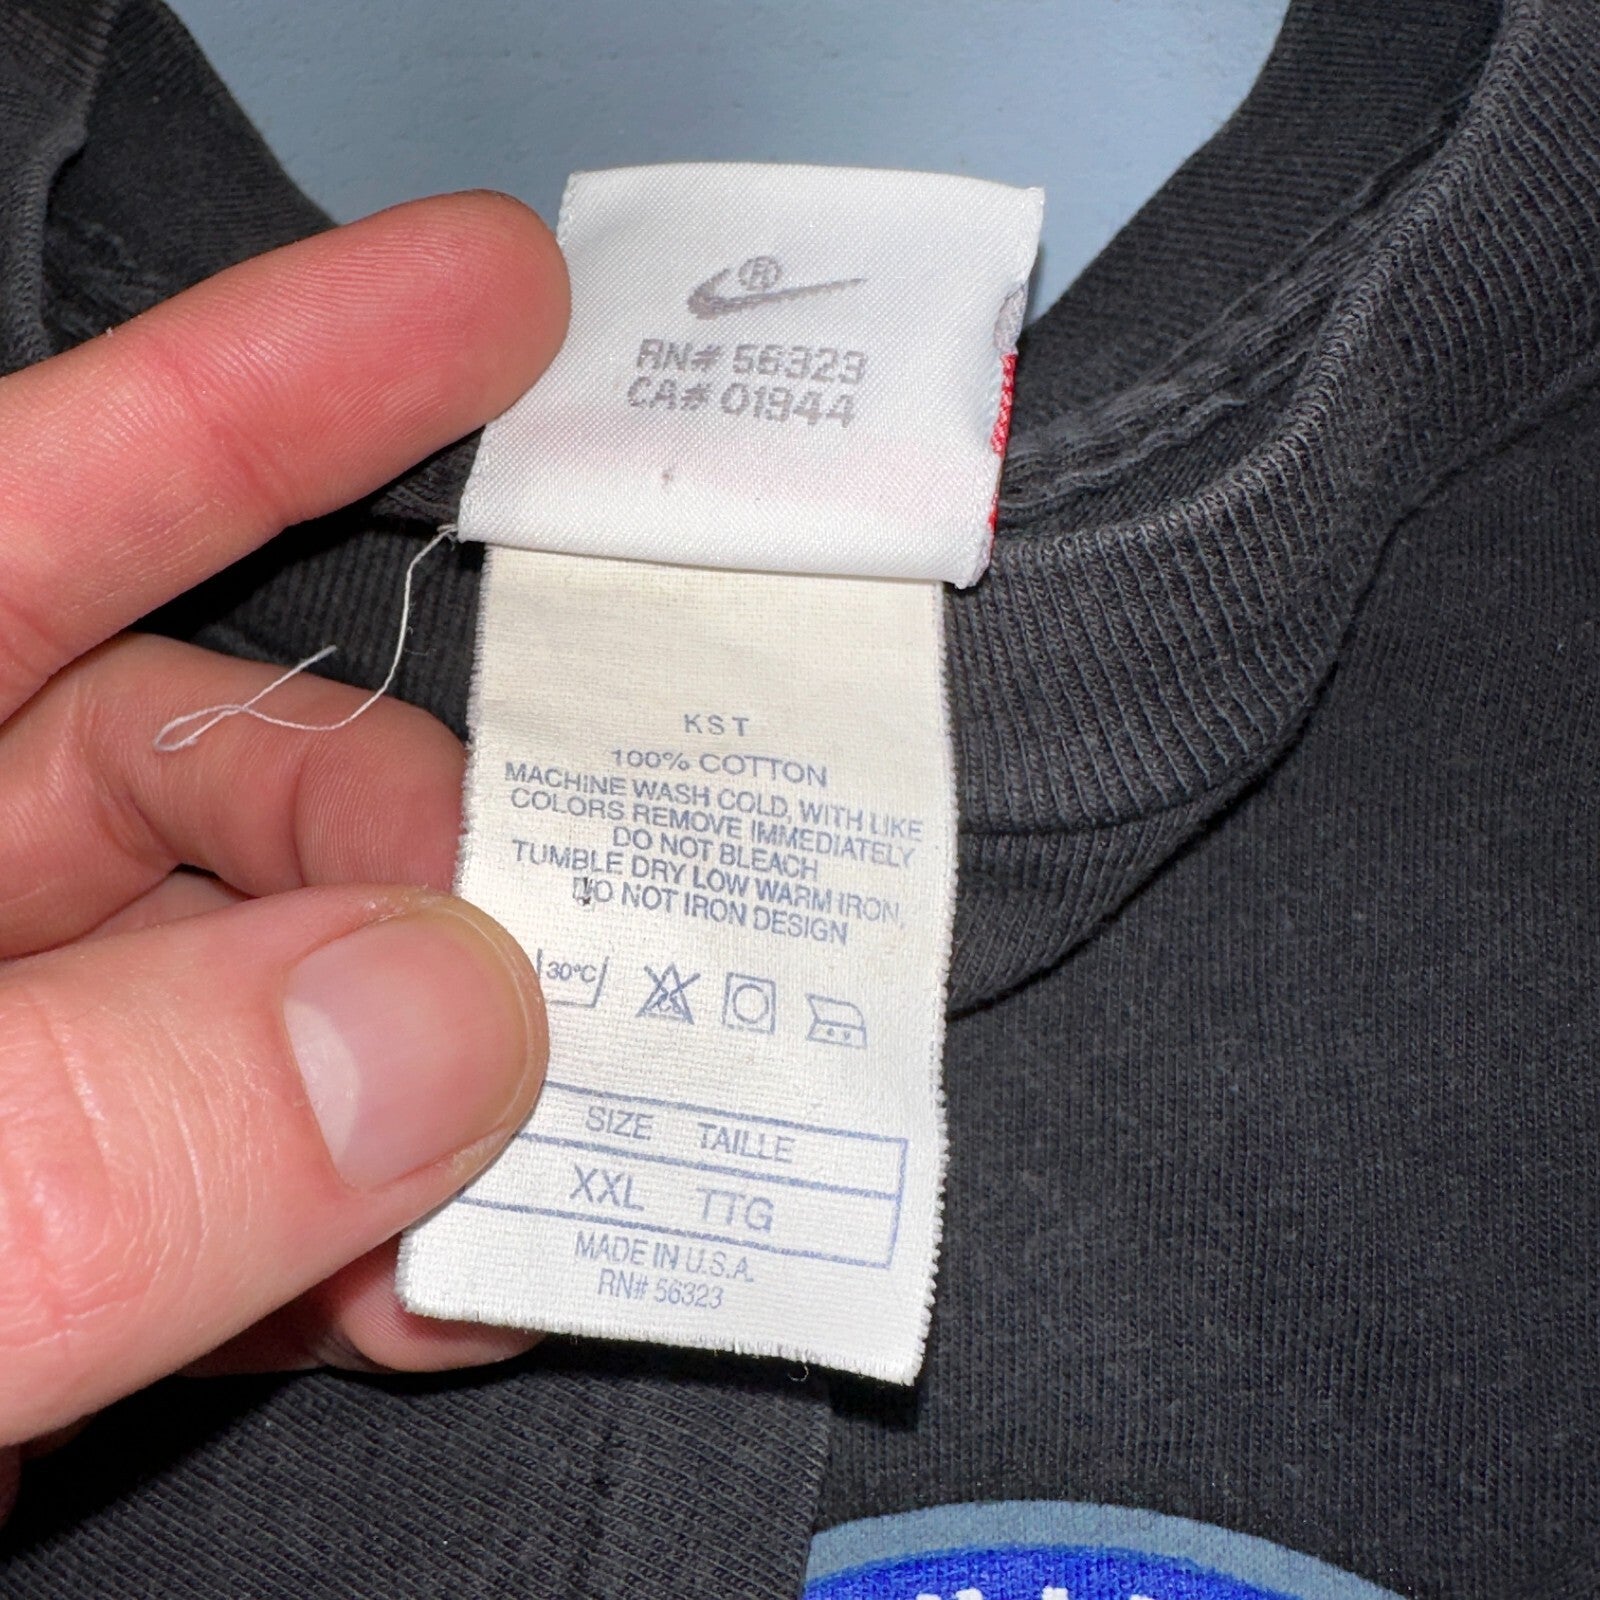 RN# 56323
CA# 01944
KST
100% COTTON
MACHINE WASH COLD, WITH LIKE
COLORS REMOVE IMMEDIATELY
DO NOT BLEACH
TUMBLE DRY LOW WARM IRON,
DO NOT IRON DESIGN
30°C
SIZE TAILLE
XXL TTG
MADE IN U.S.A.
RN# 56323